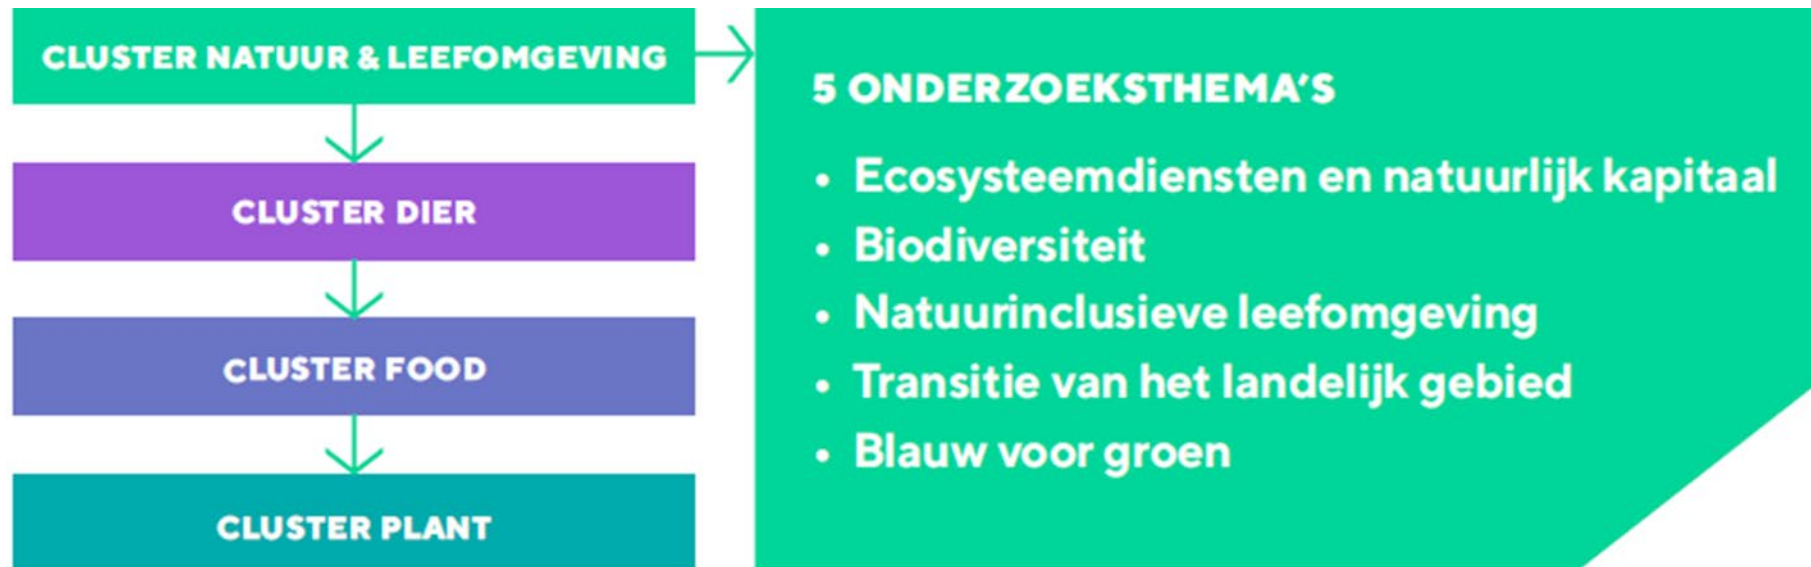 CLUSTER NATUUR & LEEFOMGEVING
CLUSTER DIER
CLUSTER FOOD
CLUSTER PLANT
5 ONDERZOEKSTHEMA'S
• Ecosysteemdiensten en natuurlijk kapitaal
• Biodiversiteit
• Natuurinclusieve leefomgeving
• Transitie van het landelijk gebied
• Blauw voor groen